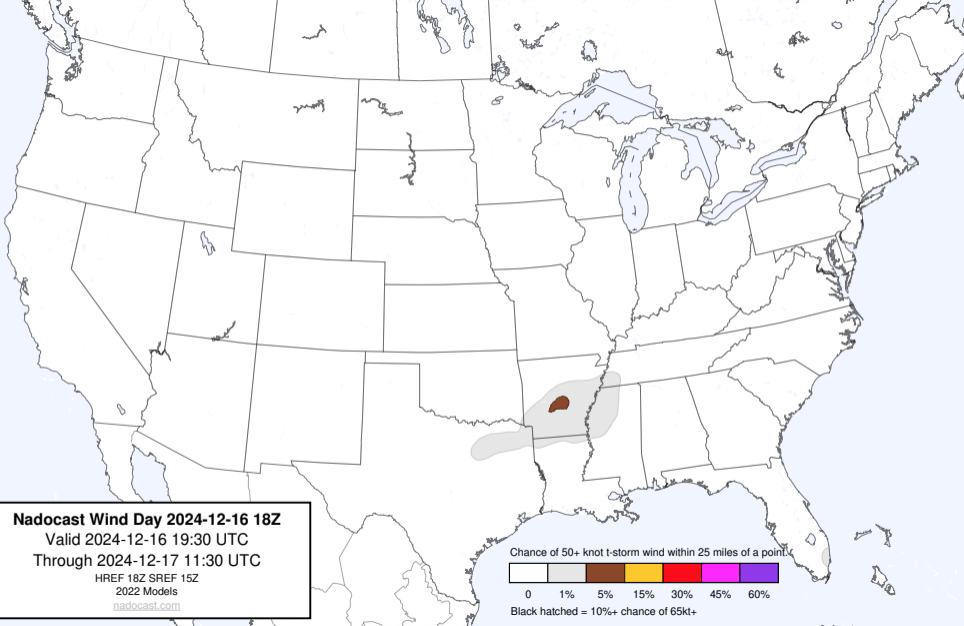 Nadocast Wind Day 2024-12-16 18Z
Valid 2024-12-16 19:30 UTC
Through 2024-12-17 11:30 UTC
HREF 18Z SREF 15Z
2022 Models
nadocast.com
Chance of 50+ knot t-storm wind within 25 miles of a point.
0 1% 5% 15% 30% 45% 60%
Black hatched = 10%+ chance of 65kt+